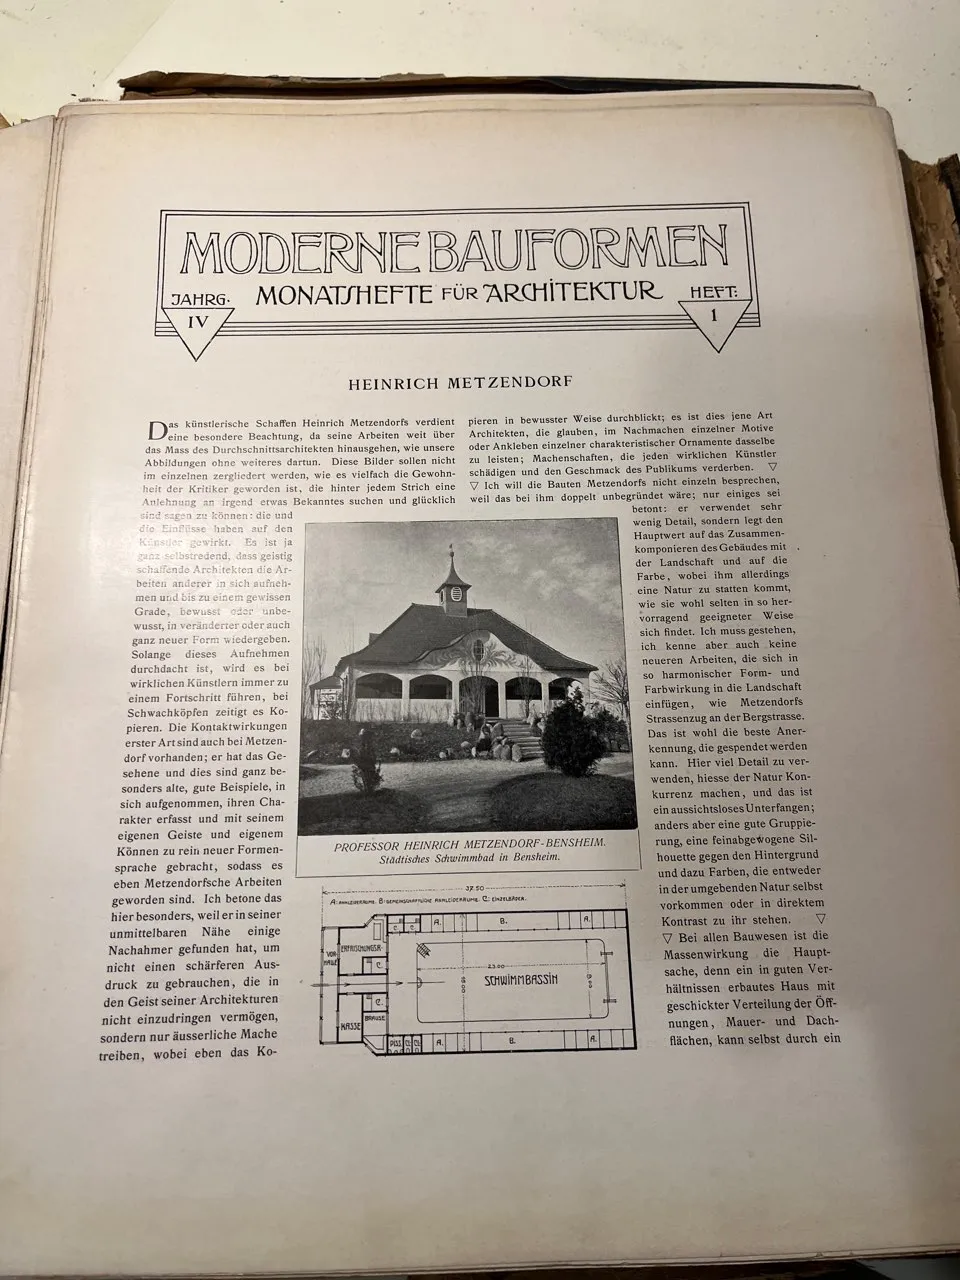 MODERNE BAUFORMEN
JAHRG.
IV
MONATSHEFTE FÜR ARCHITEKTUR
HEFT:
1
HEINRICH METZENDORF
Das künstlerische Schaffen Heinrich Metzendorfs verdient
eine besondere Beachtung, da seine Arbeiten weit über
das Mass des Durchschnittsarchitekten hinausgehen, wie unsere
Abbildungen ohne weiteres dartun. Diese Bilder sollen nicht
im einzelnen zergliedert werden, wie es vielfach die Gewohn-
heit der Kritiker geworden ist, die hinter jedem Strich eine
Anlehnung an irgend etwas Bekanntes suchen und glücklich
sind sagen zu können: die und
die Einflüsse haben auf den
Künstler gewirkt. Es ist ja
ganz selbstredend, dass geistig
schaffende Architekten die Ar-
beiten anderer in sich aufneh-
men und bis zu einem gewissen
Grade, bewusst oder unbe-
wusst, in veränderter oder auch
ganz neuer Form wiedergeben.
Solange dieses Aufnehmen
durchdacht ist, wird es bei
wirklichen Künstlern immer zu
einem Fortschritt führen, bei
Schwachköpfen zeitigt es Ko-
pieren. Die Kontaktwirkungen
erster Art sind auch bei Metzen-
dorf vorhanden; er hat das Ge-
sehene und dies sind ganz be-
sonders alte, gute Beispiele, in
sich aufgenommen, ihren Cha-
rakter erfasst und mit seinem
eigenen Geiste und eigenem
Können zu rein neuer Formen-
sprache gebracht, sodass es
eben Metzendorfsche Arbeiten
geworden sind. Ich betone das
hier besonders, weil er in seiner
unmittelbaren Nähe einige
Nachahmer gefunden hat, um
nicht einen schärferen Aus-
druck zu gebrauchen, die in
den Geist seiner Architekturen
nicht einzudringen vermögen,
sondern nur äusserliche Mache
treiben, wobei eben das Ko-
pieren in bewusster Weise durchblickt; es ist dies jene Art
Architekten, die glauben, im Nachmachen einzelner Motive
oder Ankleben einzelner charakteristischer Ornamente dasselbe
zu leisten; Machenschaften, die jeden wirklichen Künstler
schädigen und den Geschmack des Publikums verderben. ▽
▽ Ich will die Bauten Metzendorfs nicht einzeln besprechen,
weil das bei ihm doppelt unbegründet wäre; nur einiges sei
betont: er verwendet sehr
wenig Detail, sondern legt den
Hauptwert auf das Zusammen-
komponieren des Gebäudes mit
der Landschaft und auf die
Farbe, wobei ihm allerdings
eine Natur zu statten kommt,
wie sie wohl selten in so her-
vorragend geeigneter Weise
sich findet. Ich muss gestehen,
ich kenne aber auch keine
neueren Arbeiten, die sich in
so harmonischer Form- und
Farbwirkung in die Landschaft
einfügen, wie Metzendorfs
Strassenzug an der Bergstrasse.
Das ist wohl die beste Aner-
kennung, die gespendet werden
kann. Hier viel Detail zu ver-
wenden, hiesse der Natur Kon-
kurrenz machen, und das ist
ein aussichtsloses Unterfangen;
anders aber eine gute Gruppie-
rung, eine feinabgewogene Sil-
houette gegen den Hintergrund
und dazu Farben, die entweder
in der umgebenden Natur selbst
vorkommen oder in direktem
Kontrast zu ihr stehen. ▽
▽ Bei allen Bauwesen ist die
Massenwirkung die Haupt-
sache, denn ein in guten Ver-
hältnissen erbautes Haus mit
geschickter Verteilung der Öff-
nungen, Mauer- und Dach-
flächen, kann selbst durch ein
PROFESSOR HEINRICH METZENDORF-BENSHEIM.
Städtisches Schwimmbad in Bensheim.
37.50
A: ANKLEIDERÄUME. B: GEMEINSCHAFTLICHE ANKLEIDERÄUME. C: EINZELBÄDER.
C. C. A. B. A.
VOR-
HALLE
ERFRISCHUNGSR.
C.
23.00
SCHWIMMBASSIN
C.
KASSE
BRAUSE
PISS. A. B. A.